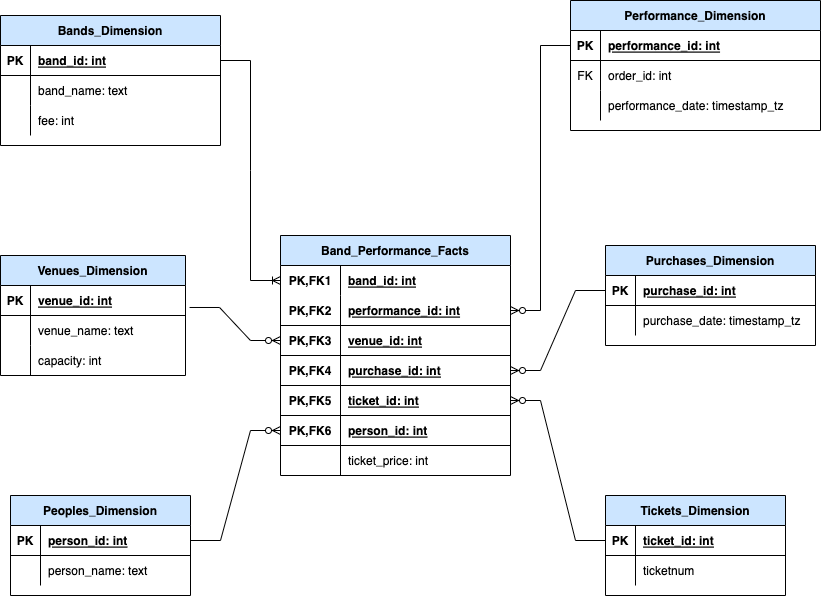 Bands_Dimension
PK band_id: int
band_name: text
fee: int
Performance_Dimension
PK performance_id: int
FK order_id: int
performance_date: timestamp_tz
Band_Performance_Facts
PK,FK1 band_id: int
PK,FK2 performance_id: int
PK,FK3 venue_id: int
PK,FK4 purchase_id: int
PK,FK5 ticket_id: int
PK,FK6 person_id: int
ticket_price: int
Venues_Dimension
PK venue_id: int
venue_name: text
capacity: int
Purchases_Dimension
PK purchase_id: int
purchase_date: timestamp_tz
Peoples_Dimension
PK person_id: int
person_name: text
Tickets_Dimension
PK ticket_id: int
ticketnum